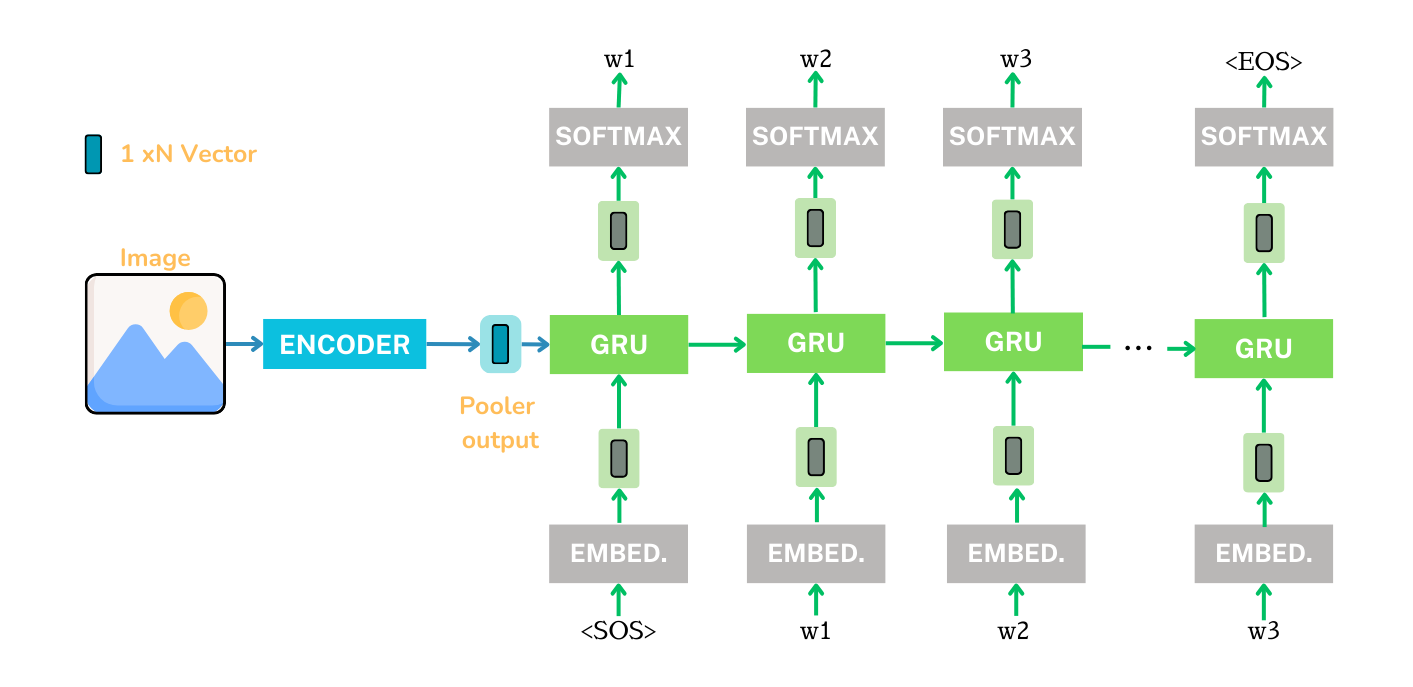 w1
w2
w3
<EOS>
SOFTMAX
SOFTMAX
SOFTMAX
SOFTMAX
1 xN Vector
Image
ENCODER
GRU
GRU
GRU
...
GRU
Pooler
output
EMBED.
EMBED.
EMBED.
EMBED.
<SOS>
w1
w2
w3